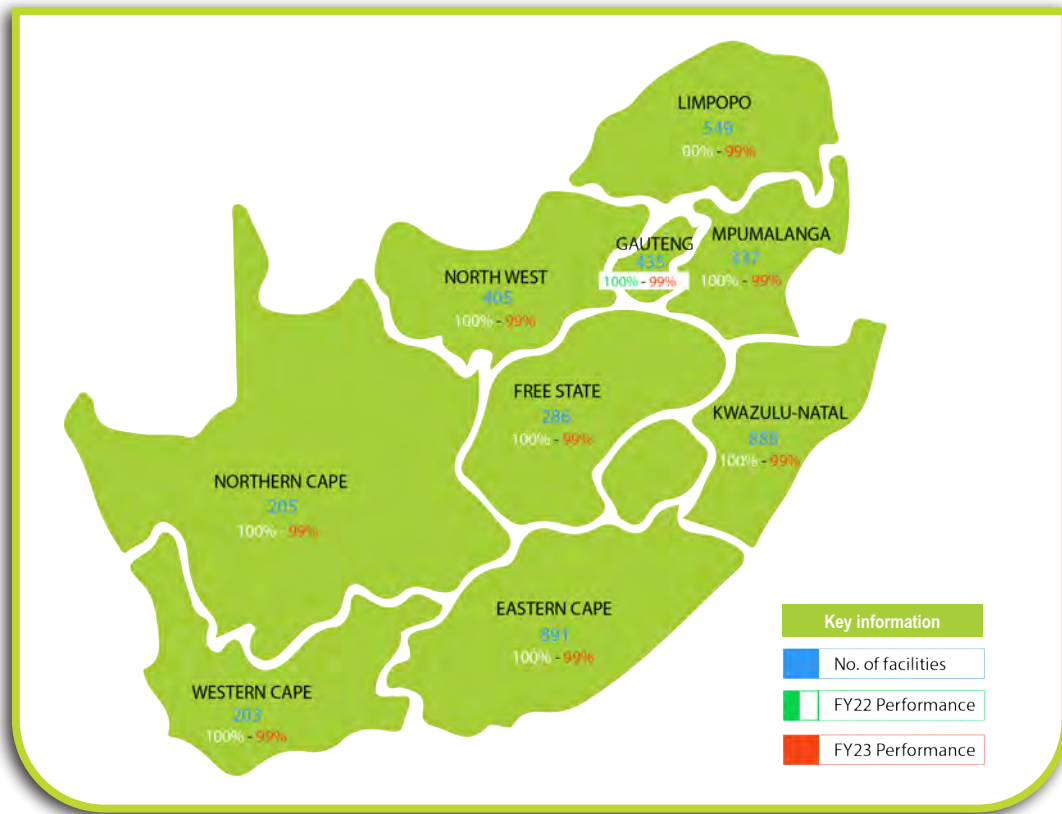 LIMPOPO
549
90% - 99%
GAUTENG
435
100% - 99%
MPUMALANGA
337
100% - 99%
NORTH WEST
405
100% - 99%
FREE STATE
286
100% - 99%
KWAZULU-NATAL
888
100% - 99%
NORTHERN CAPE
205
100% - 99%
EASTERN CAPE
891
100% - 99%
WESTERN CAPE
203
100% - 99%
Key information
No. of facilities
FY22 Performance
FY23 Performance